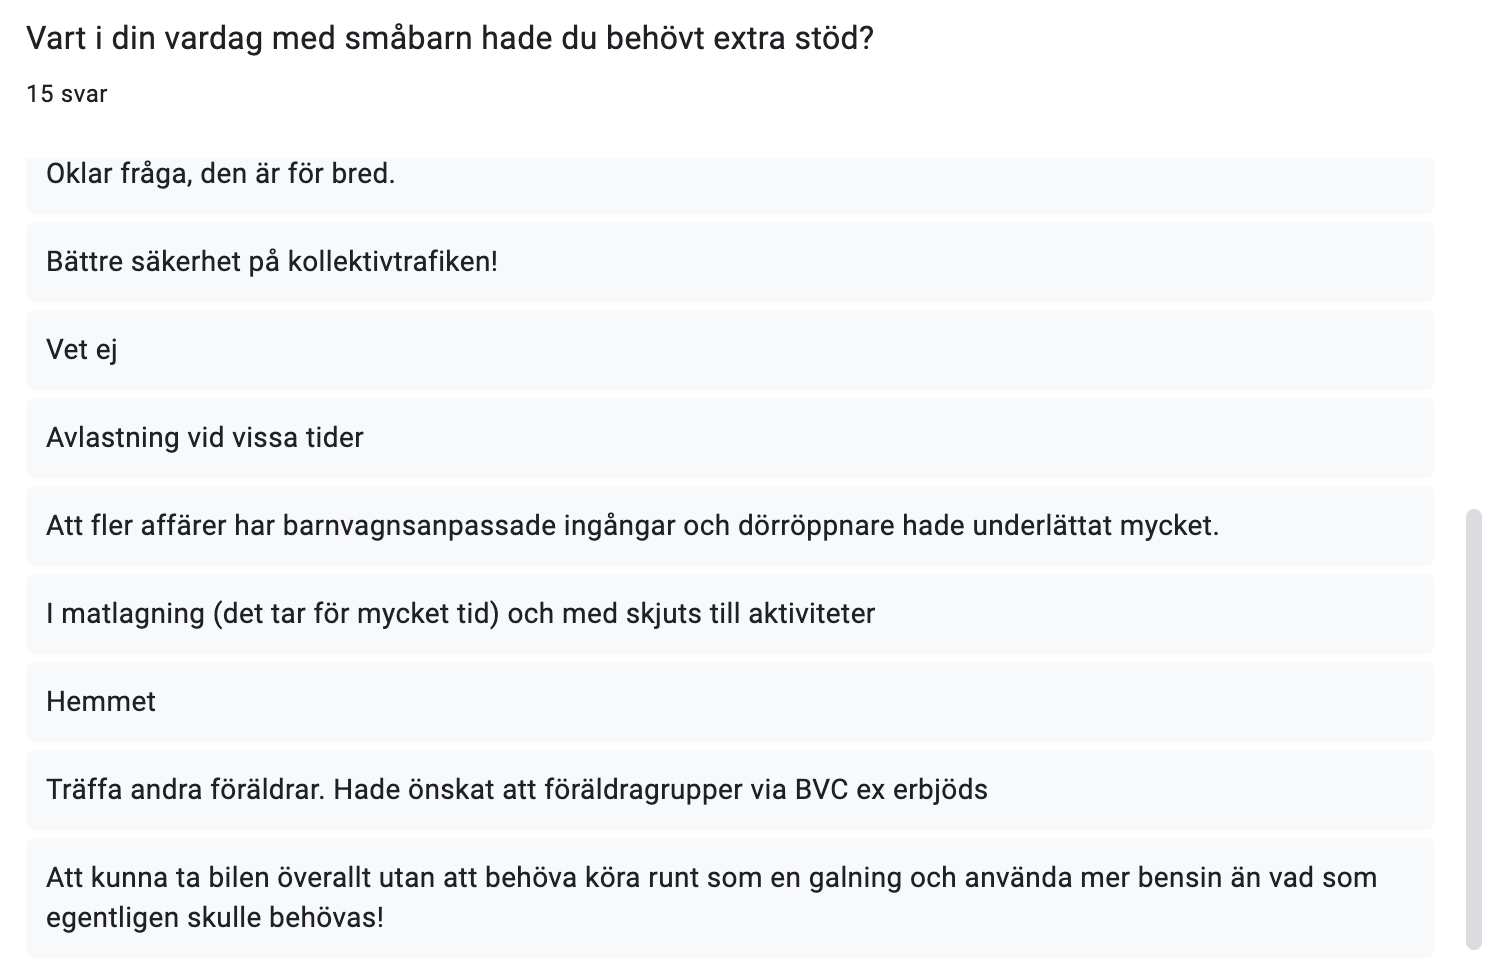 Vart i din vardag med småbarn hade du behövt extra stöd?
15 svar
Oklar fråga, den är för bred.
Bättre säkerhet på kollektivtrafiken!
Vet ej
Avlastning vid vissa tider
Att fler affärer har barnvagnsanpassade ingångar och dörröppnare hade underlättat mycket.
I matlagning (det tar för mycket tid) och med skjuts till aktiviteter
Hemmet
Träffa andra föräldrar. Hade önskat att föräldragrupper via BVC ex erbjöds
Att kunna ta bilen överallt utan att behöva köra runt som en galning och använda mer bensin än vad som
egentligen skulle behövas!